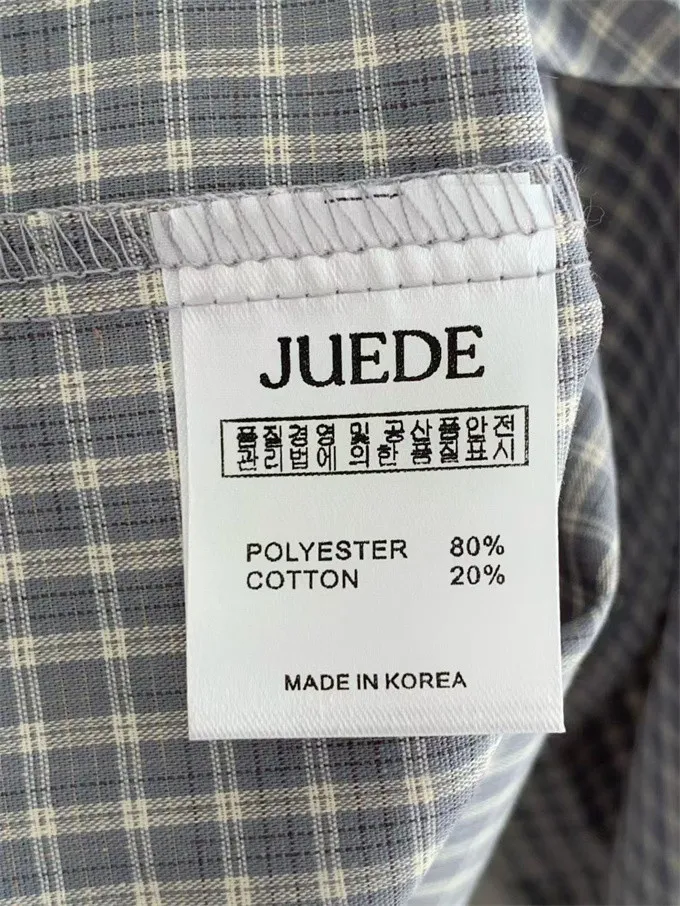 JUEDE
품질경영 및 공산품안전
관리법에 의한 품질표시
POLYESTER 80%
COTTON 20%
MADE IN KOREA